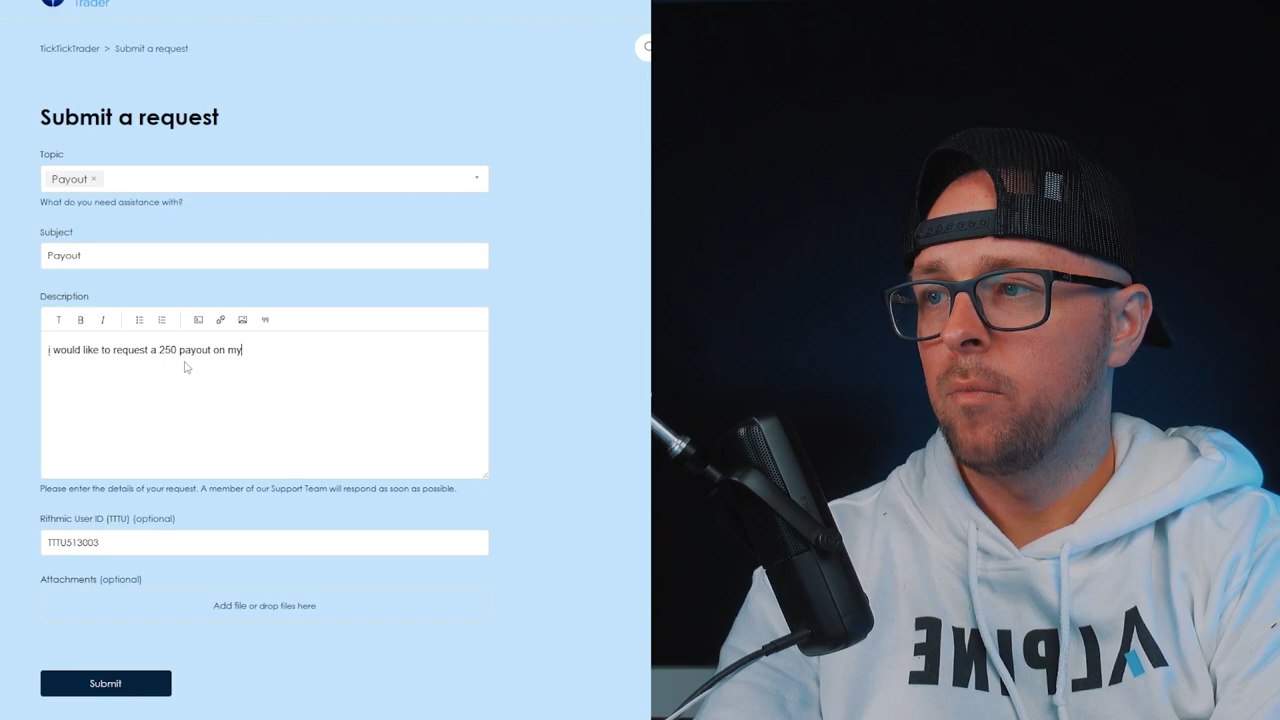 Trader
TickTickTrader > Submit a request
Submit a request
Topic
Payout ×
What do you need assistance with?
Subject
Payout
Description
T B I
i would like to request a 250 payout on my
Please enter the details of your request. A member of our Support Team will respond as soon as possible.
Rithmic User ID (TTTU) (optional)
TTTU513003
Attachments (optional)
Add file or drop files here
Submit
ALPINE